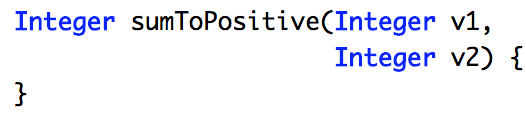 Integer sumToPositive(Integer v1,
                      Integer v2) {
}